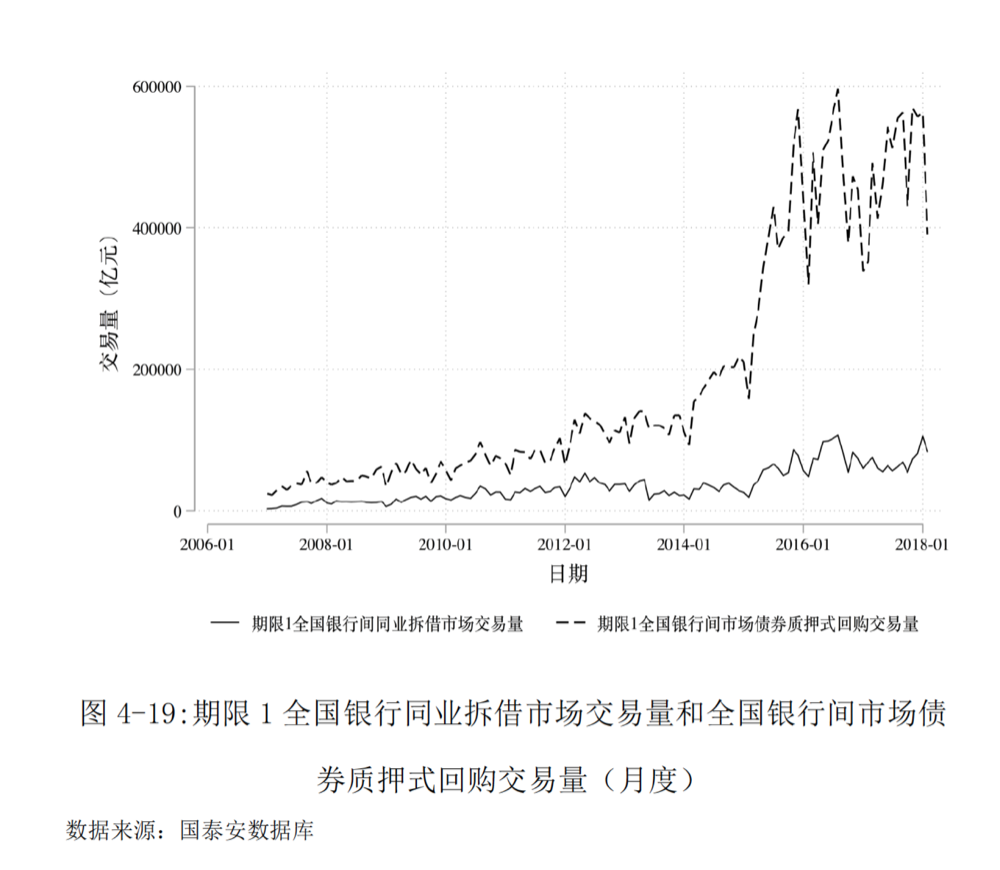 600000
400000
200000
0
交易量（亿元）
2006-01 2008-01 2010-01 2012-01 2014-01 2016-01 2018-01
日期
期限1全国银行间同业拆借市场交易量 期限1全国银行间市场债券质押式回购交易量
图 4-19:期限 1 全国银行同业拆借市场交易量和全国银行间市场债
券质押式回购交易量（月度）
数据来源：国泰安数据库